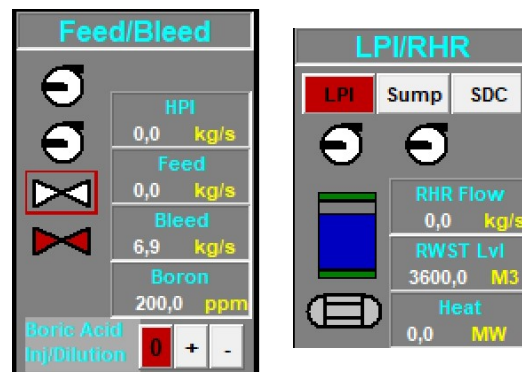 Feed/Bleed
HPI
0,0 kg/s
Feed
0,0 kg/s
Bleed
6,9 kg/s
Boron
200,0 ppm
Boric Acid
Inj/Dilution 0 + -
LPI/RHR
LPI Sump SDC
RHR Flow
0,0 kg/s
RWST Lvl
3600,0 M3
Heat
0,0 MW